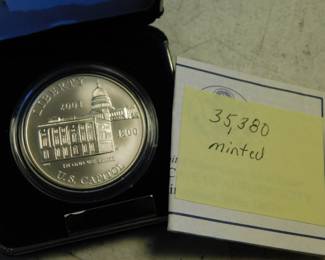 LIBERTY
2001
1800
U.S. CAPITOL
35,380
minted